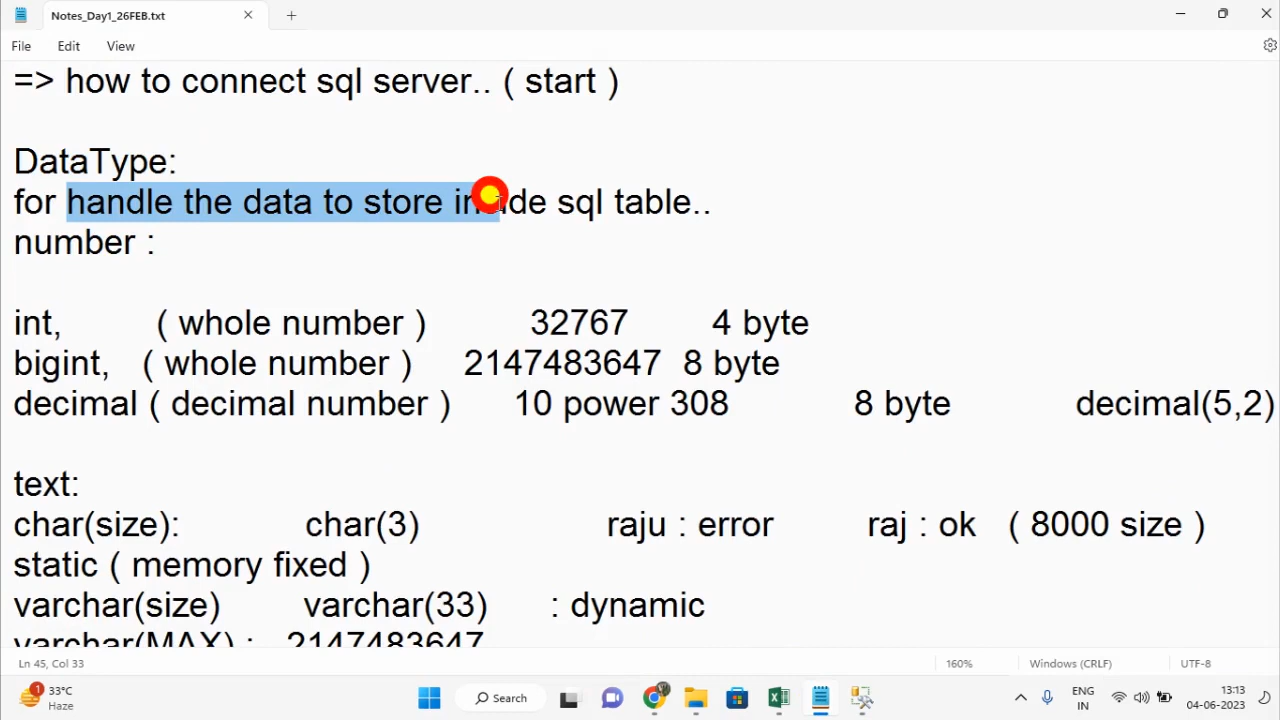 Notes_Day1_26FEB.txt
File Edit View
=> how to connect sql server.. ( start )
DataType:
for handle the data to store inside sql table..
number :
int, ( whole number ) 32767 4 byte
bigint, ( whole number ) 2147483647 8 byte
decimal ( decimal number ) 10 power 308 8 byte decimal(5,2)
text:
char(size): char(3) raju : error raj : ok ( 8000 size )
static ( memory fixed )
varchar(size) varchar(33) : dynamic
varchar(MAX) : 2147483647
Ln 45, Col 33 160% Windows (CRLF) UTF-8
1 33°C Search ENG 13:13
Haze IN 04-06-2023